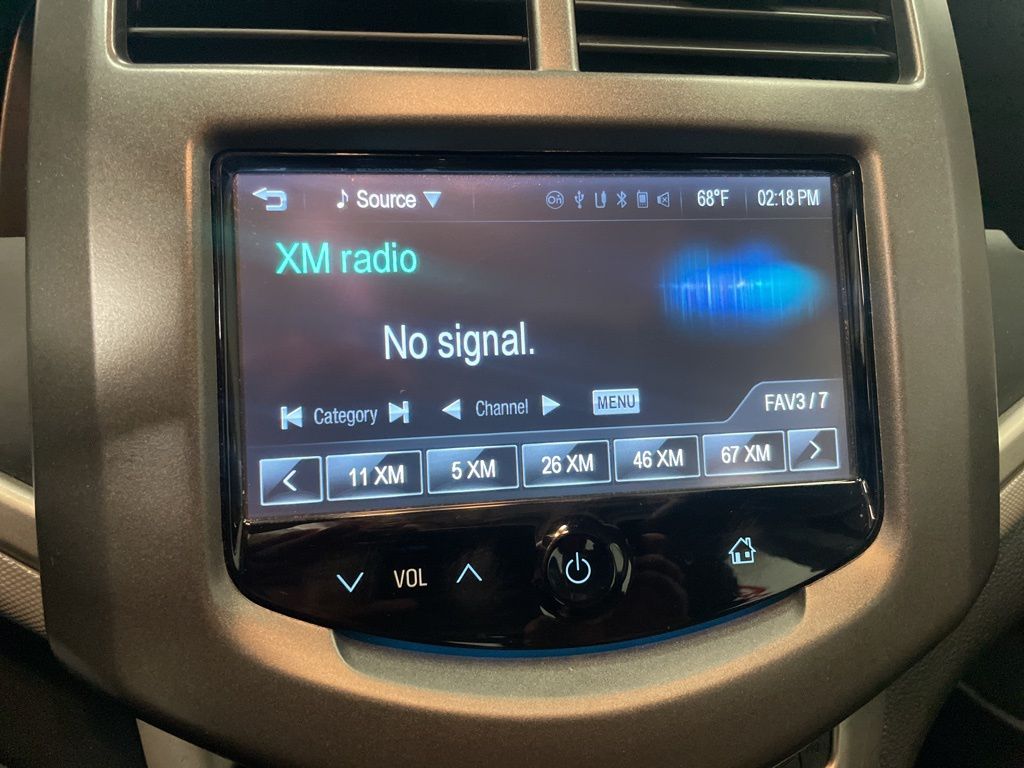 Source
On
68°F
02:18 PM
XM radio
No signal.
Category
Channel
MENU
FAV3 / 7
11 XM
5 XM
26 XM
46 XM
67 XM
VOL